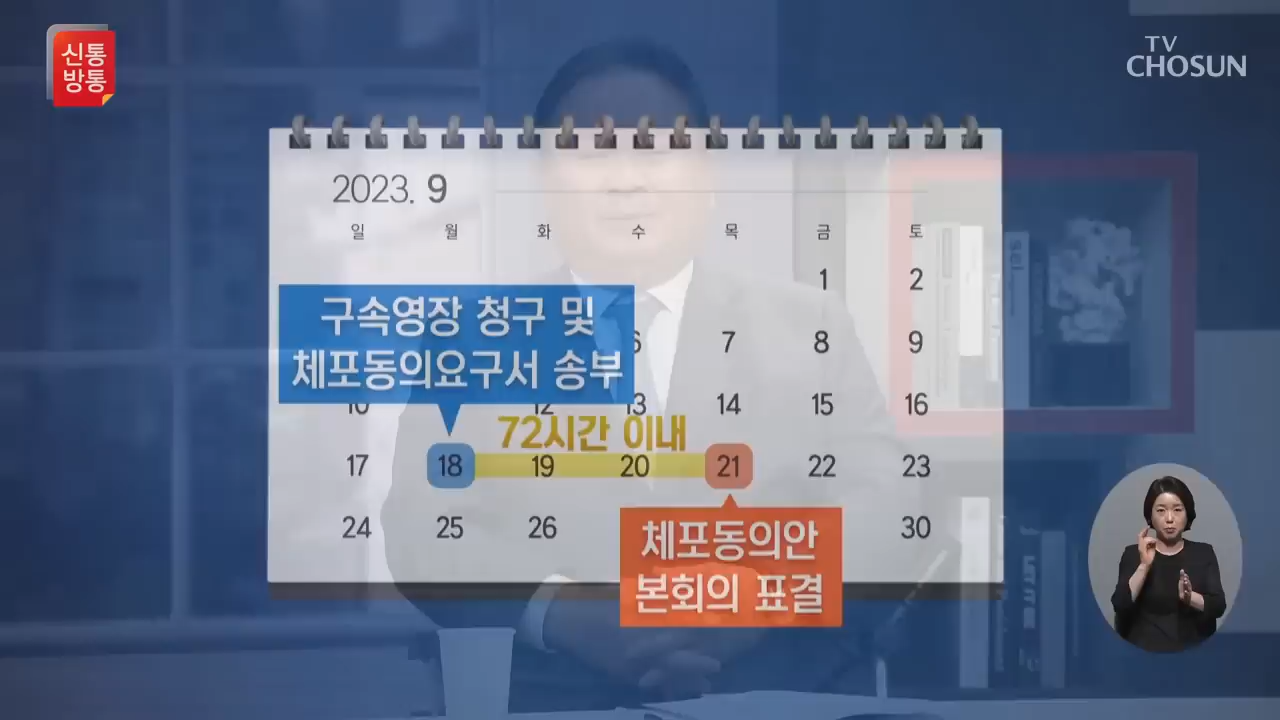 신통
방통
TV
CHOSUN
2023. 9
일 월 화 수 목 금 토
1 2
구속영장 청구 및
체포동의요구서 송부
6 7 8 9
10 12 13 14 15 16
72시간 이내
17 18 19 20 21 22 23
24 25 26 30
체포동의안
본회의 표결